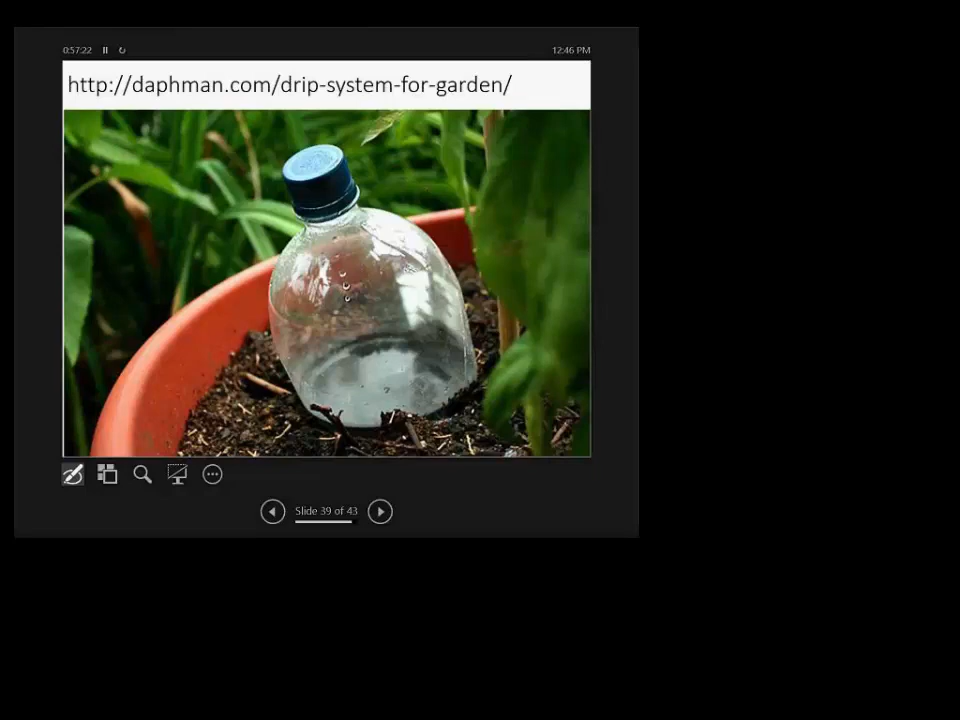 0:57:22
12:46 PM
http://daphman.com/drip-system-for-garden/
Slide 39 of 43